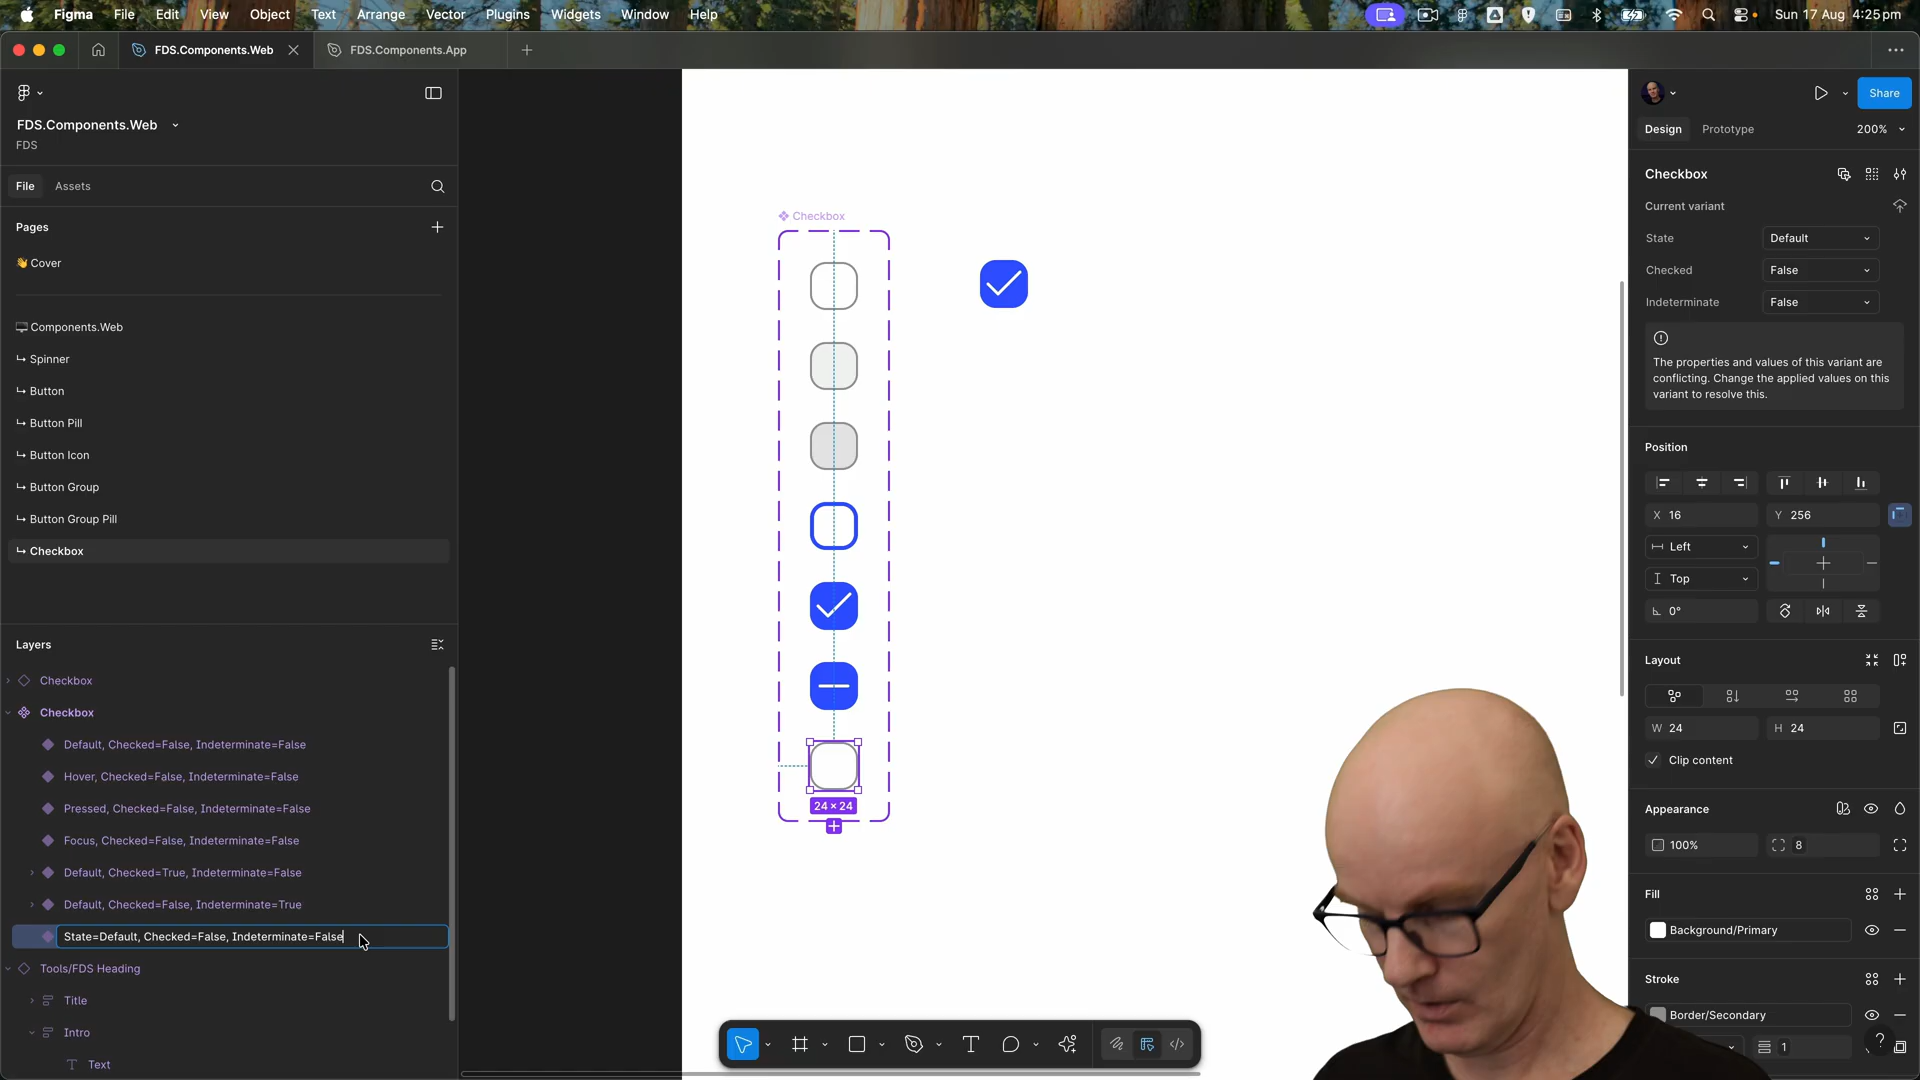 Figma File Edit View Object Text Arrange Vector Plugins Widgets Window Help
Sun 17 Aug 4:25 pm
FDS.Components.Web
FDS.Components.App
FDS.Components.Web
FDS
File Assets
Pages
👋 Cover
Components.Web
↳ Spinner
↳ Button
↳ Button Pill
↳ Button Icon
↳ Button Group
↳ Button Group Pill
↳ Checkbox
Layers
Checkbox
Checkbox
Default, Checked=False, Indeterminate=False
Hover, Checked=False, Indeterminate=False
Pressed, Checked=False, Indeterminate=False
Focus, Checked=False, Indeterminate=False
Default, Checked=True, Indeterminate=False
Default, Checked=False, Indeterminate=True
State=Default, Checked=False, Indeterminate=False
Tools/FDS Heading
Title
Intro
Text
Checkbox
24 × 24
Share
Design Prototype
200%
Checkbox
Current variant
State Default
Checked False
Indeterminate False
The properties and values of this variant are
conflicting. Change the applied values on this
variant to resolve this.
Position
X 16
Y 256
Left
Top
0°
Layout
W 24
H 24
Clip content
Appearance
100%
8
Fill
Background/Primary
Stroke
Border/Secondary
1
?